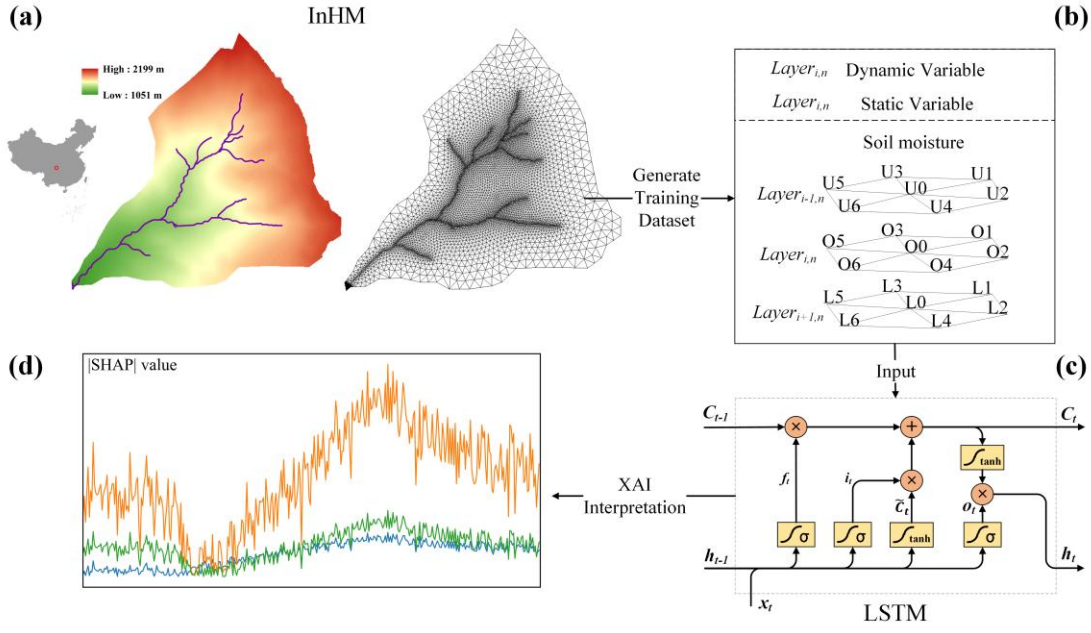 (a)
InHM
High : 2199 m
Low : 1051 m
Generate
Training
Dataset
(b)
Layer_{i,n} Dynamic Variable
Layer_{i,n} Static Variable
Soil moisture
Layer_{i-1,n}
U5 U3 U0 U1
U6 U4 U2
Layer_{i,n}
O5 O3 O0 O1
O6 O4 O2
Layer_{i+1,n}
L5 L3 L0 L1
L6 L4 L2
Input
(c)
C_{t-1}
C_t
f_t
i_t
C̃_t
o_t
tanh
σ
σ
tanh
σ
h_{t-1}
h_t
x_t
LSTM
XAI
Interpretation
(d)
|SHAP| value